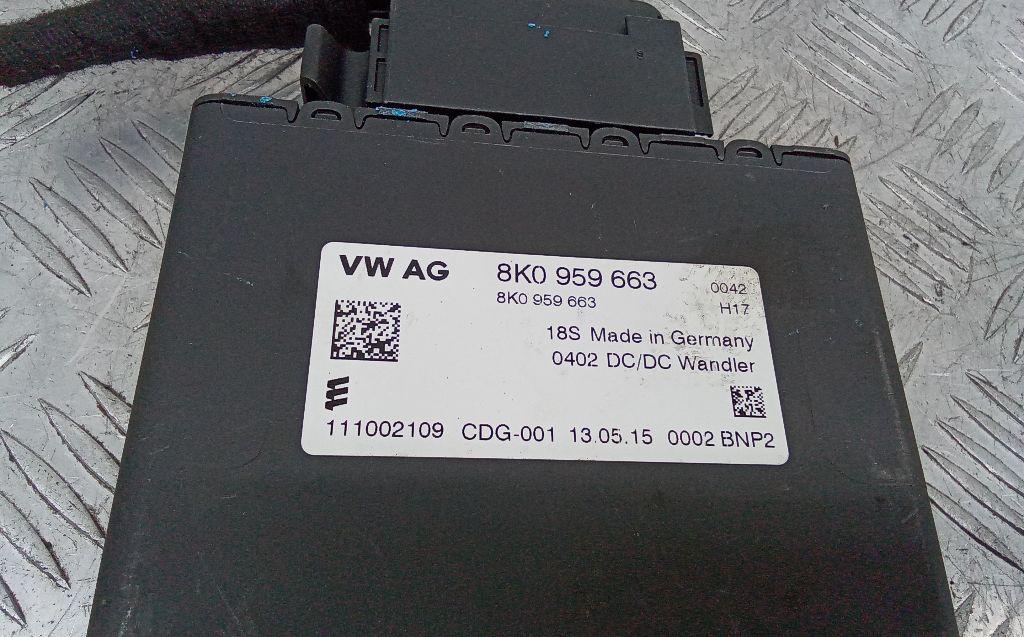 VW AG
8K0 959 663
0042
8K0 959 663
H17
18S Made in Germany
0402 DC/DC Wandler
111002109 CDG-001 13.05.15 0002 BNP2